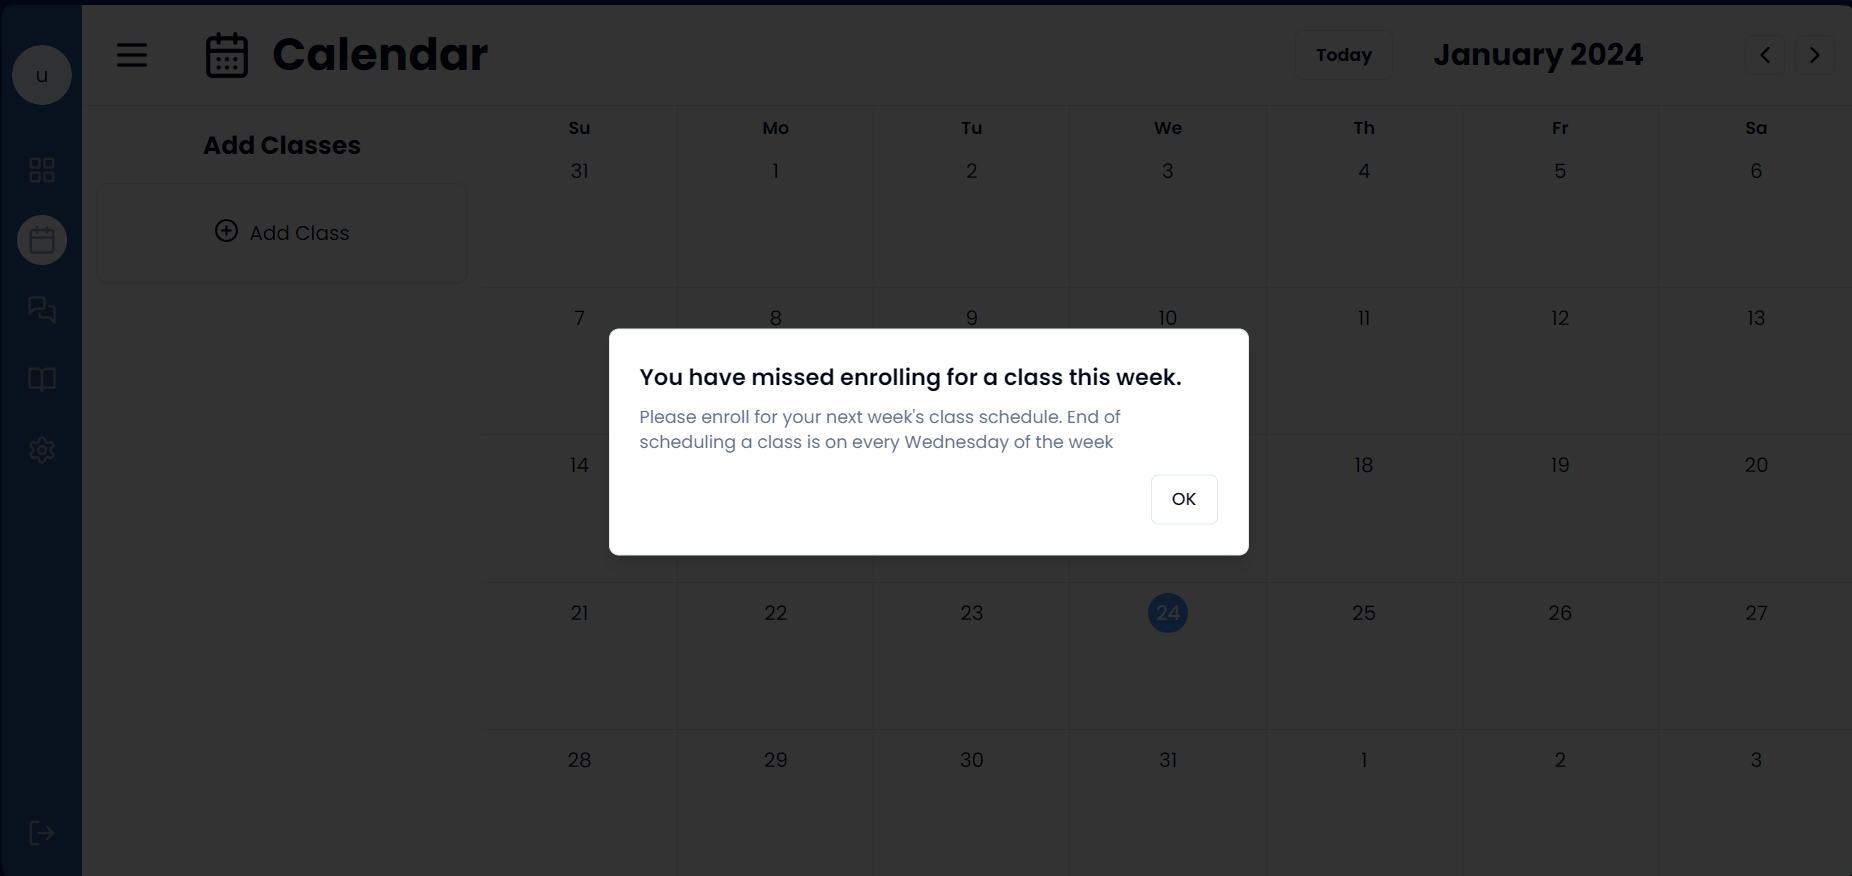 u
Calendar
Today
January 2024
Add Classes
Add Class
Su Mo Tu We Th Fr Sa
31 1 2 3 4 5 6
7 8 9 10 11 12 13
You have missed enrolling for a class this week.
Please enroll for your next week's class schedule. End of
scheduling a class is on every Wednesday of the week
OK
14 18 19 20
21 22 23 24 25 26 27
28 29 30 31 1 2 3